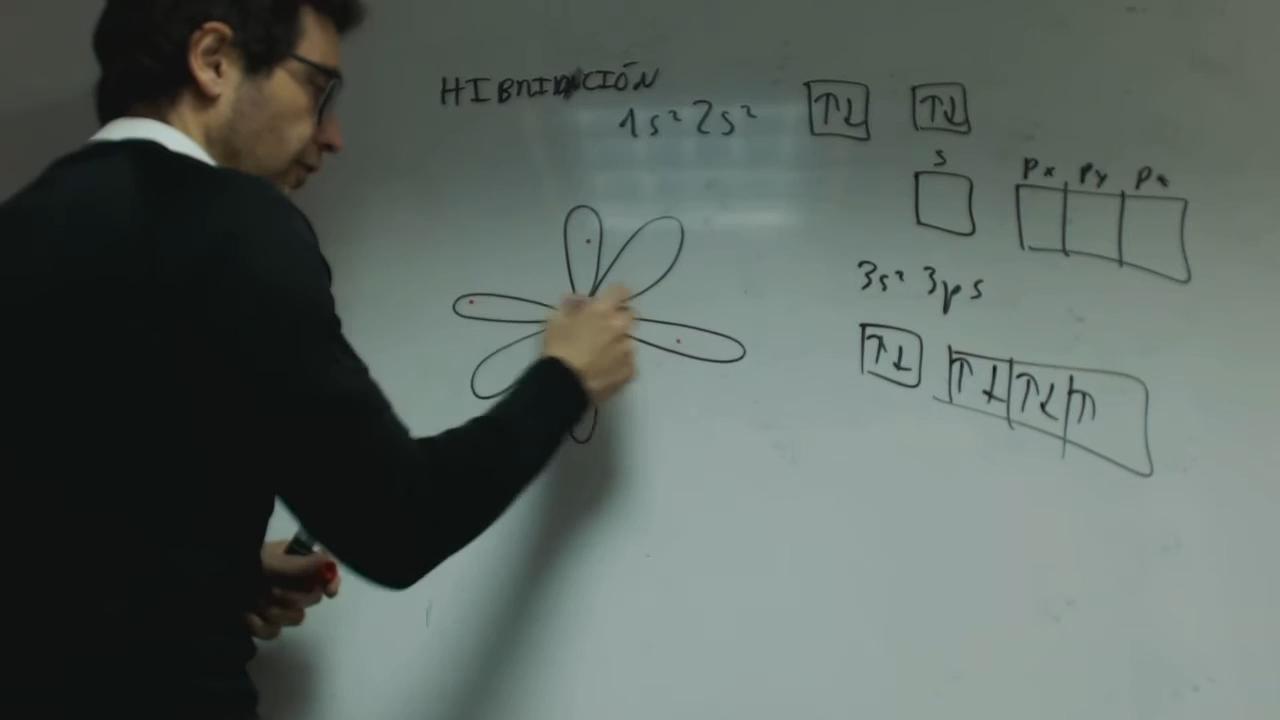 HIBRIDACIÓN
1s² 2s²
↑↓ ↑↓
s px py pz
3s² 3p5
↑↓ ↑↓ ↑↓ ↑